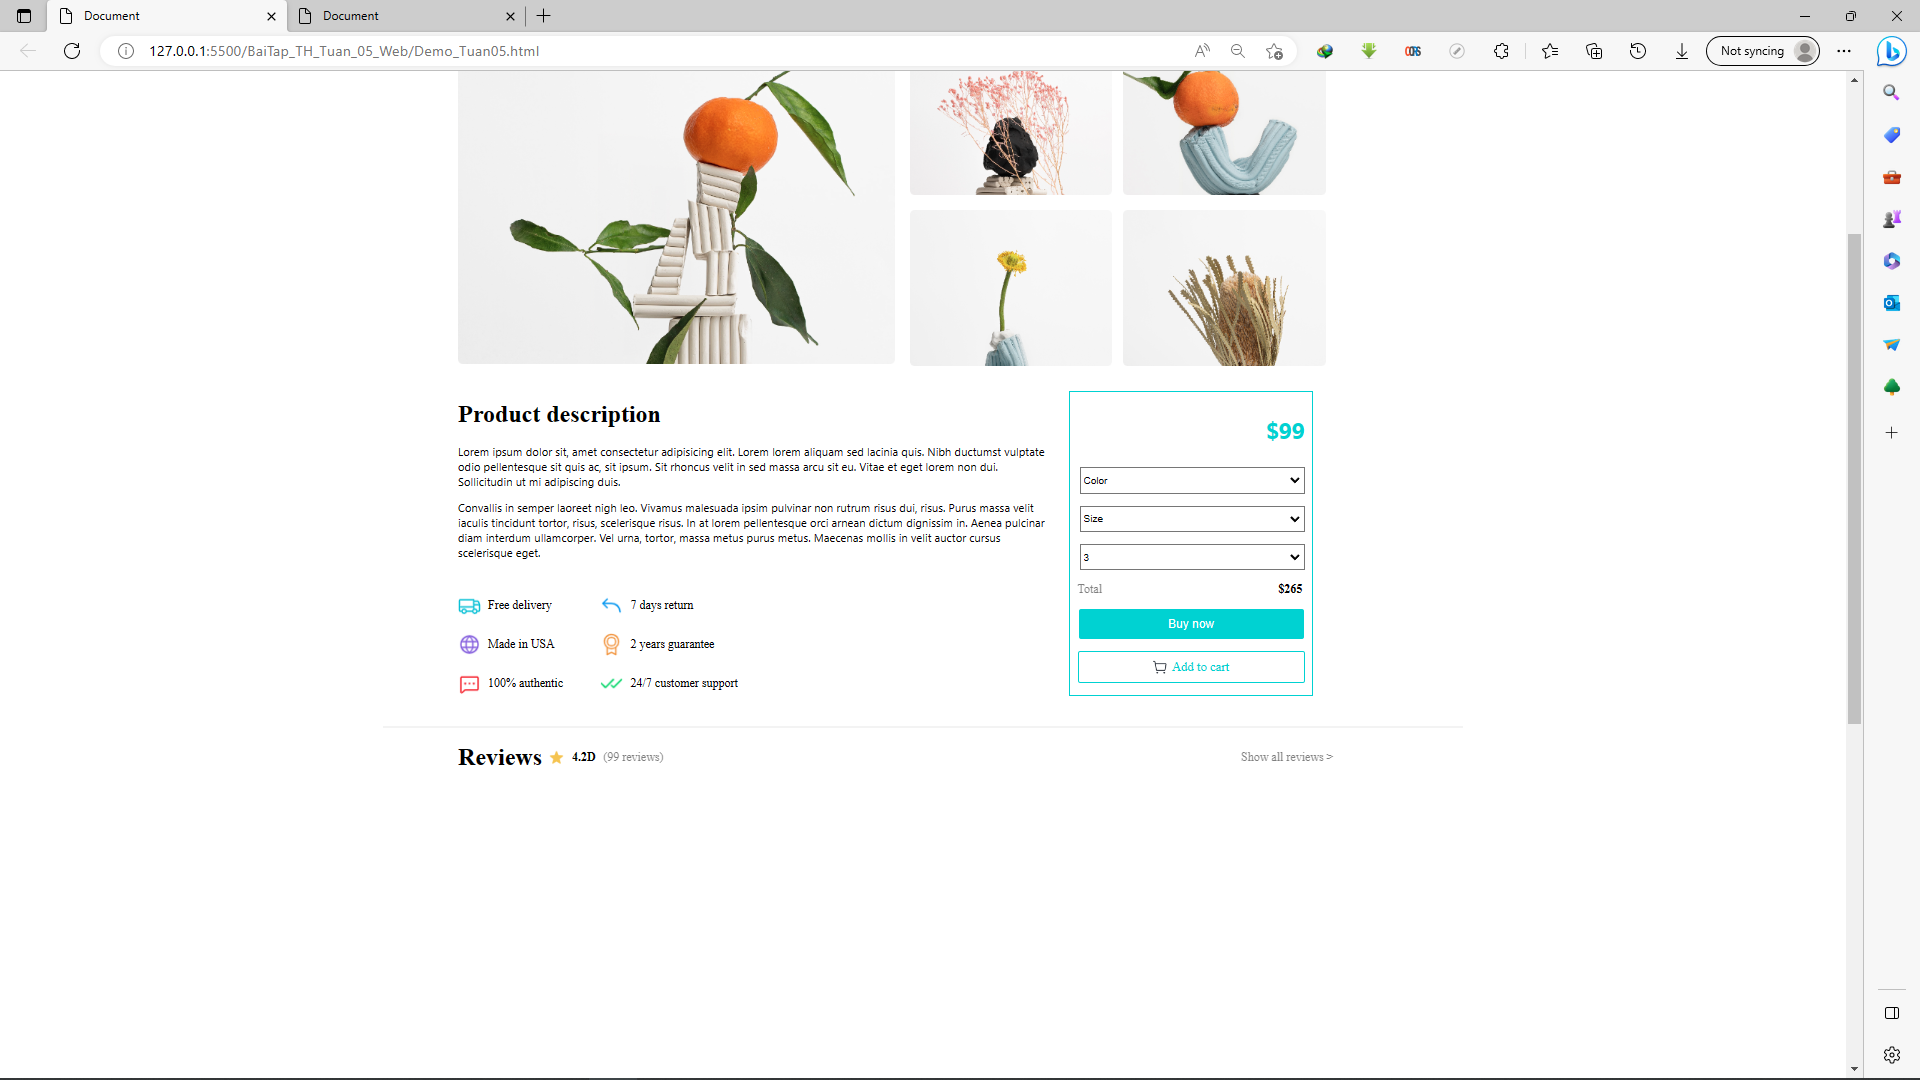 Document
Document
127.0.0.1:5500/BaiTap_TH_Tuan_05_Web/Demo_Tuan05.html
Not syncing
Product description
Lorem ipsum dolor sit, amet consectetur adipisicing elit. Lorem lorem aliquam sed lacinia quis. Nibh ductumst vulptate
odio pellentesque sit quis ac, sit ipsum. Sit rhoncus velit in sed massa arcu sit eu. Vitae et eget lorem non dui.
Sollicitudin ut mi adipiscing duis.
Convallis in semper laoreet nigh leo. Vivamus malesuada ipsim pulvinar non rutrum risus dui, risus. Purus massa velit
iaculis tincidunt tortor, risus, scelerisque risus. In at lorem pellentesque orci arnean dictum dignissim in. Aenea pulcinar
diam interdum ullamcorper. Vel urna, tortor, massa metus purus metus. Maecenas mollis in velit auctor cursus
scelerisque eget.
Free delivery
7 days return
Made in USA
2 years guarantee
100% authentic
24/7 customer support
$99
Color
Size
3
Total $265
Buy now
Add to cart
Reviews 4.2D (99 reviews)
Show all reviews >